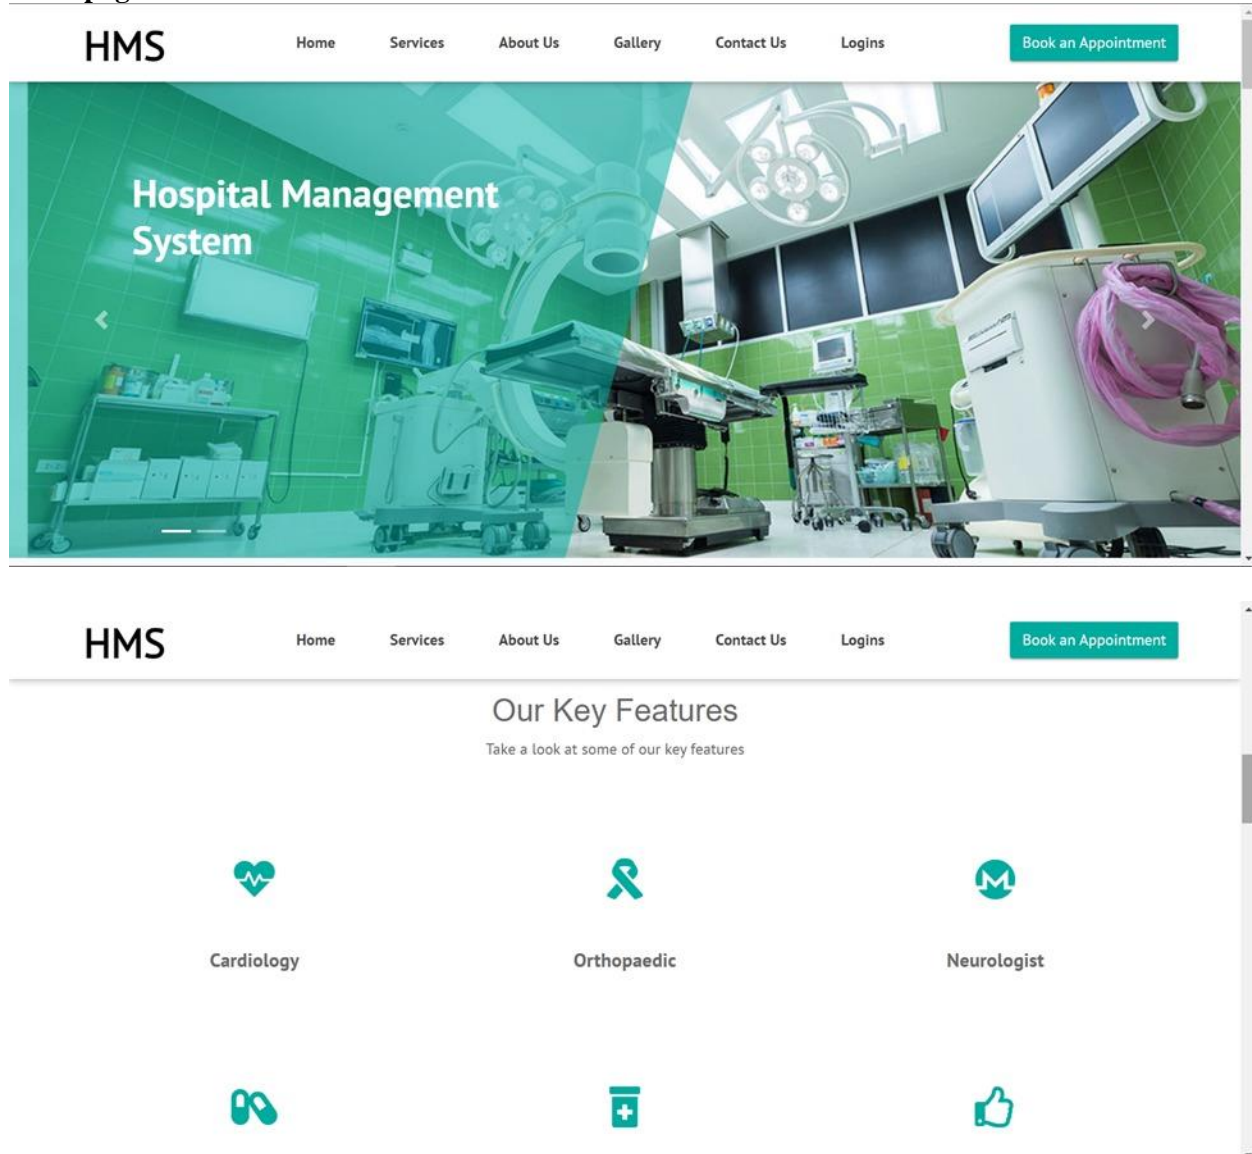 HMS
Home Services About Us Gallery Contact Us Logins Book an Appointment
Hospital Management
System
HMS
Home Services About Us Gallery Contact Us Logins Book an Appointment
Our Key Features
Take a look at some of our key features
Cardiology Orthopaedic Neurologist